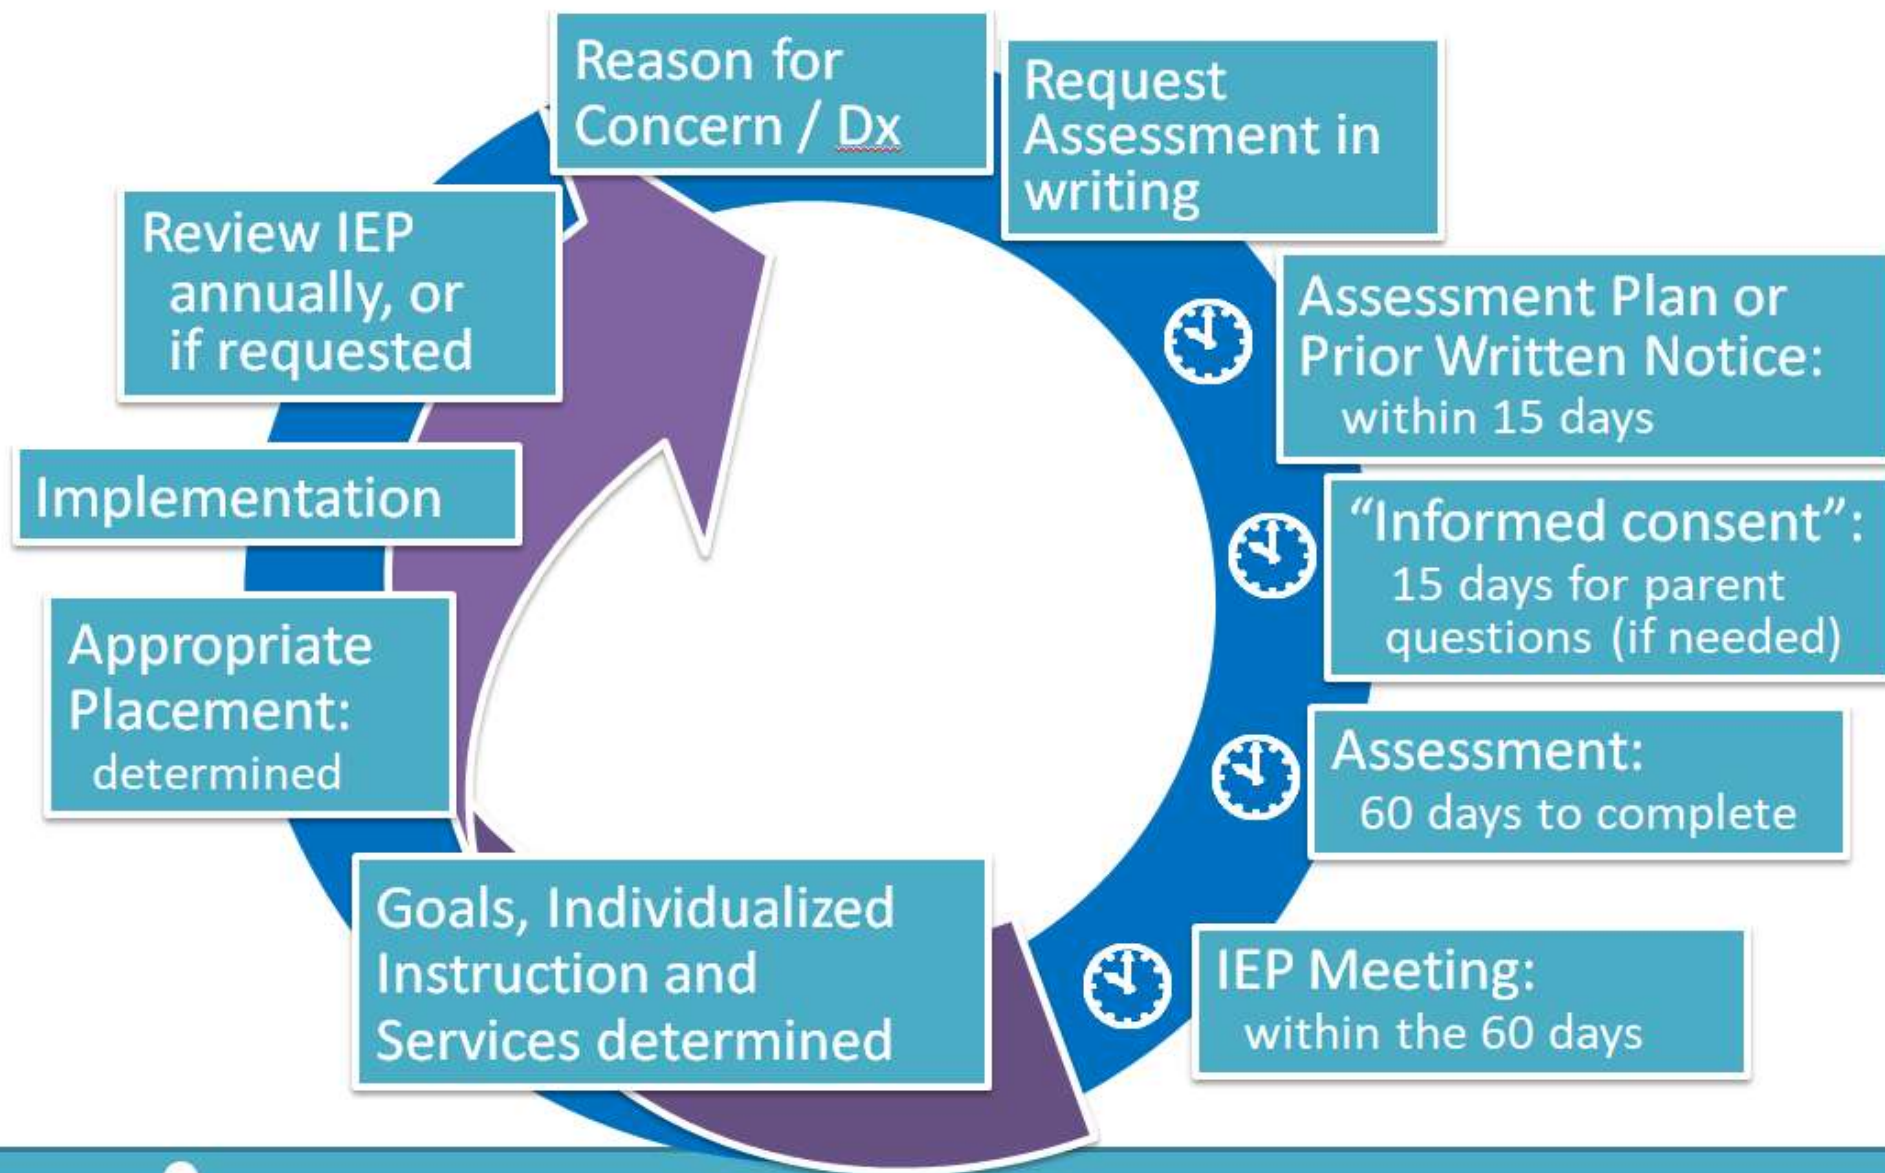 Reason for
Concern / Dx
Request
Assessment in
writing
Assessment Plan or
Prior Written Notice:
within 15 days
“Informed consent”:
15 days for parent
questions (if needed)
Assessment:
60 days to complete
IEP Meeting:
within the 60 days
Goals, Individualized
Instruction and
Services determined
Appropriate
Placement:
determined
Implementation
Review IEP
annually, or
if requested